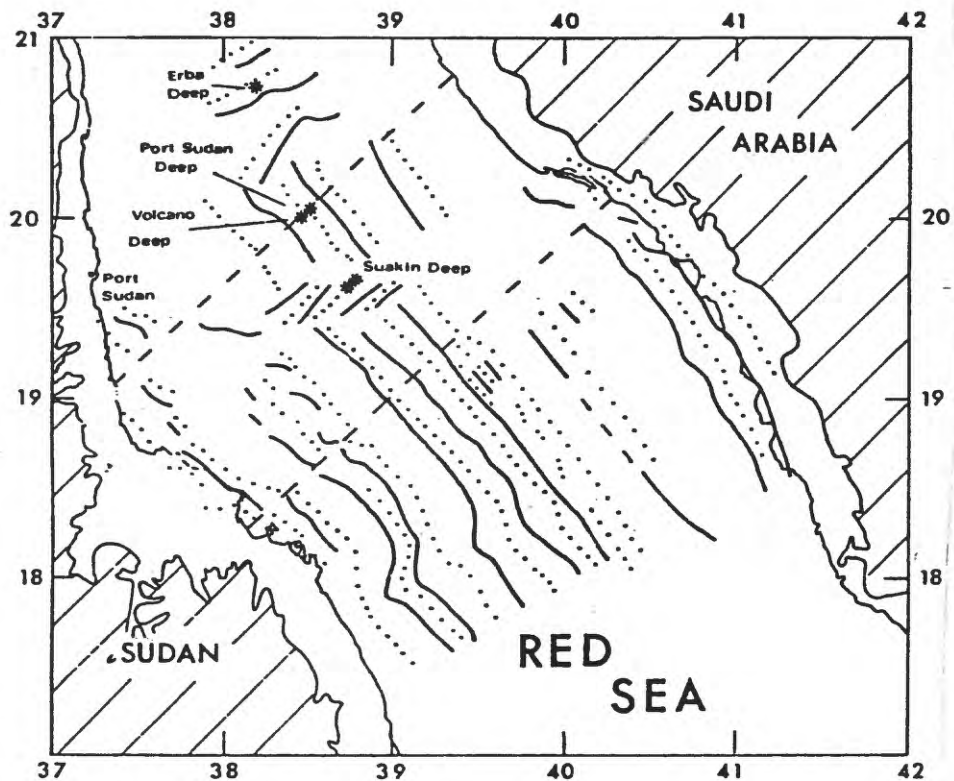 37 38 39 40 41 42
21 21
Erba
Deep
SAUDI
ARABIA
Port Sudan
Deep
20 20
Volcano
Deep
Suakin Deep
Port
Sudan
19 19
18 18
SUDAN
RED
SEA
37 38 39 40 41 42